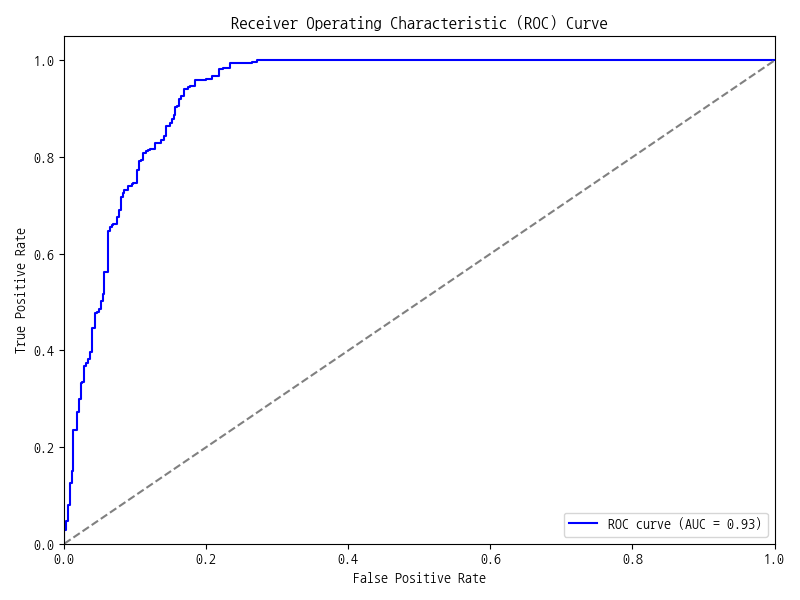 Receiver Operating Characteristic (ROC) Curve
1.0
0.8
0.6
0.4
0.2
0.0
True Positive Rate
ROC curve (AUC = 0.93)
0.0 0.2 0.4 0.6 0.8 1.0
False Positive Rate